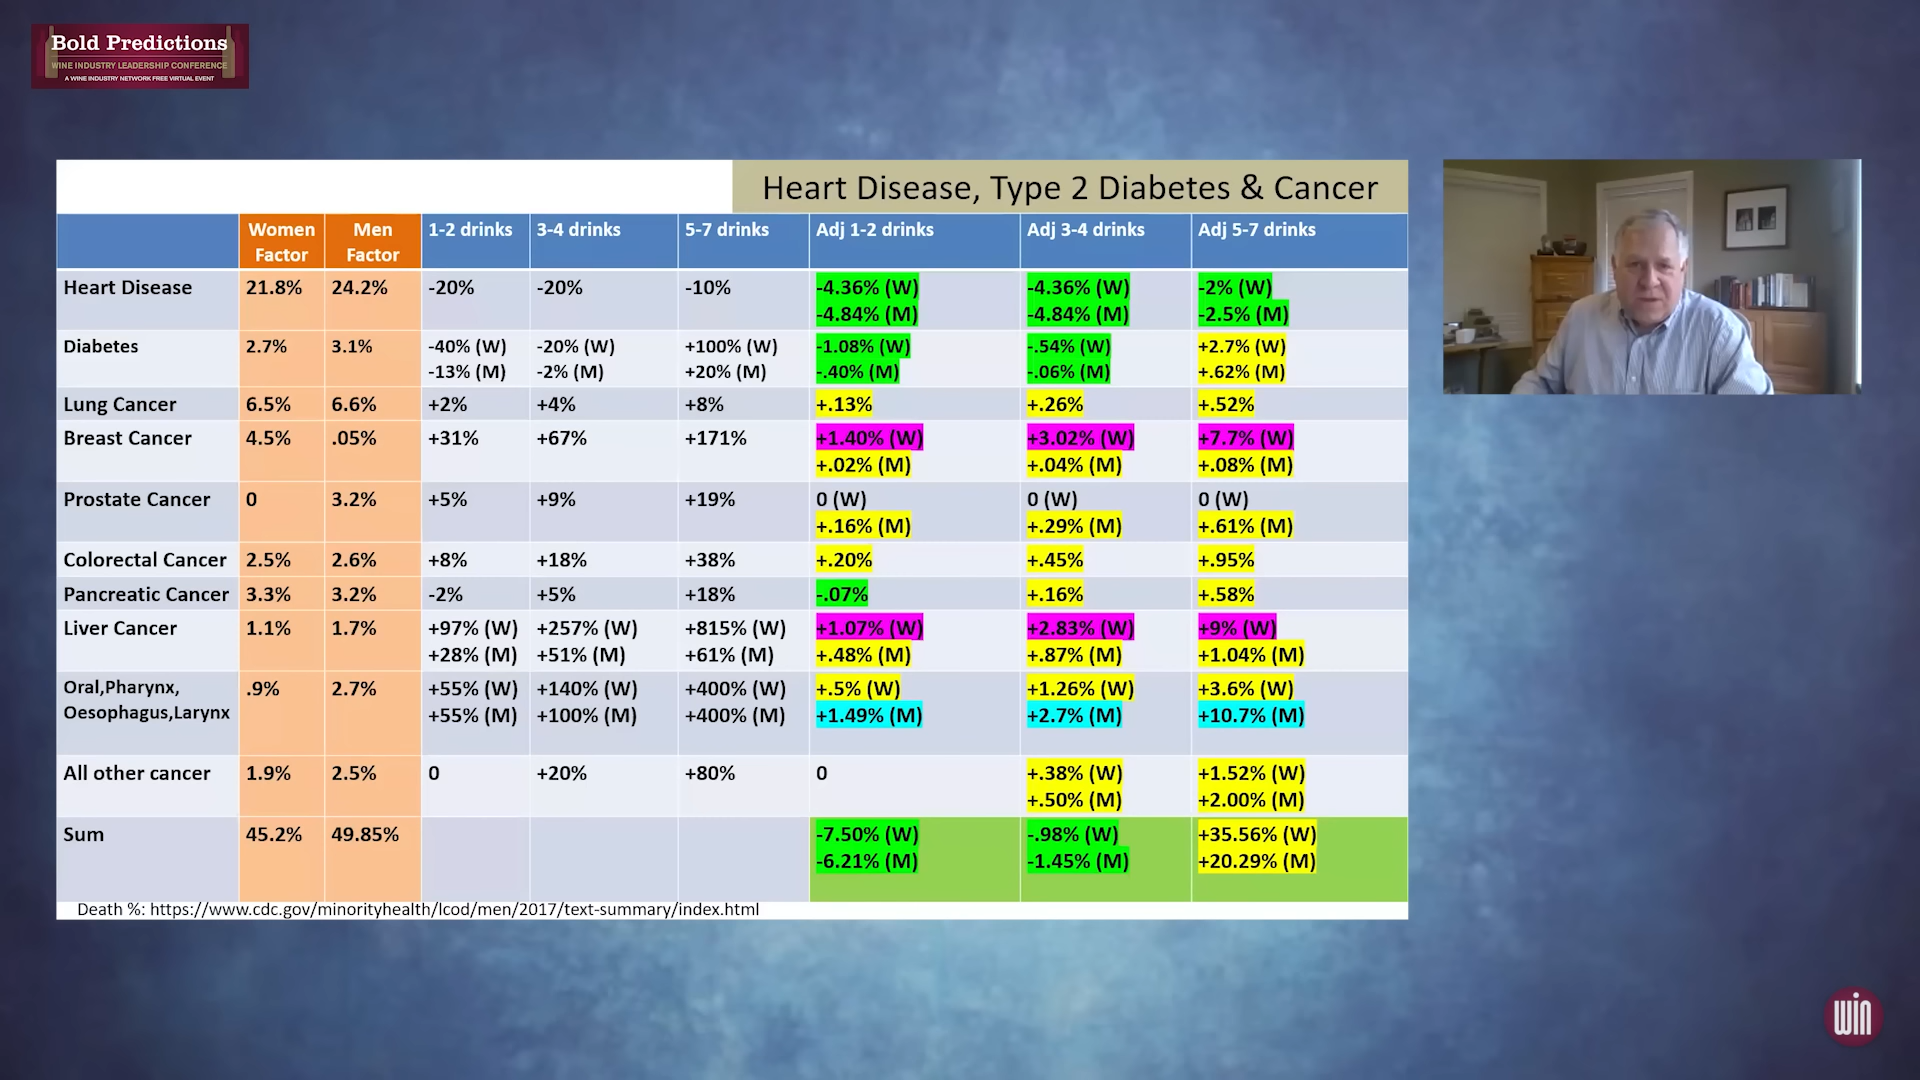 Bold Predictions
WINE INDUSTRY LEADERSHIP CONFERENCE
A WINE INDUSTRY NETWORK FREE VIRTUAL EVENT
Heart Disease, Type 2 Diabetes & Cancer
Women Factor Men Factor 1-2 drinks 3-4 drinks 5-7 drinks Adj 1-2 drinks Adj 3-4 drinks Adj 5-7 drinks
Heart Disease 21.8% 24.2% -20% -20% -10% -4.36% (W) -4.36% (W) -2% (W)
-4.84% (M) -4.84% (M) -2.5% (M)
Diabetes 2.7% 3.1% -40% (W) -20% (W) +100% (W) -1.08% (W) -.54% (W) +2.7% (W)
-13% (M) -2% (M) +20% (M) -.40% (M) -.06% (M) +.62% (M)
Lung Cancer 6.5% 6.6% +2% +4% +8% +.13% +.26% +.52%
Breast Cancer 4.5% .05% +31% +67% +171% +1.40% (W) +3.02% (W) +7.7% (W)
+.02% (M) +.04% (M) +.08% (M)
Prostate Cancer 0 3.2% +5% +9% +19% 0 (W) 0 (W) 0 (W)
+.16% (M) +.29% (M) +.61% (M)
Colorectal Cancer 2.5% 2.6% +8% +18% +38% +.20% +.45% +.95%
Pancreatic Cancer 3.3% 3.2% -2% +5% +18% -.07% +.16% +.58%
Liver Cancer 1.1% 1.7% +97% (W) +257% (W) +815% (W) +1.07% (W) +2.83% (W) +9% (W)
+28% (M) +51% (M) +61% (M) +.48% (M) +.87% (M) +1.04% (M)
Oral,Pharynx, .9% 2.7% +55% (W) +140% (W) +400% (W) +.5% (W) +1.26% (W) +3.6% (W)
Oesophagus,Larynx +55% (M) +100% (M) +400% (M) +1.49% (M) +2.7% (M) +10.7% (M)
All other cancer 1.9% 2.5% 0 +20% +80% 0 +.38% (W) +1.52% (W)
+.50% (M) +2.00% (M)
Sum 45.2% 49.85% -7.50% (W) -.98% (W) +35.56% (W)
-6.21% (M) -1.45% (M) +20.29% (M)
Death %: https://www.cdc.gov/minorityhealth/lcod/men/2017/text-summary/index.html
win